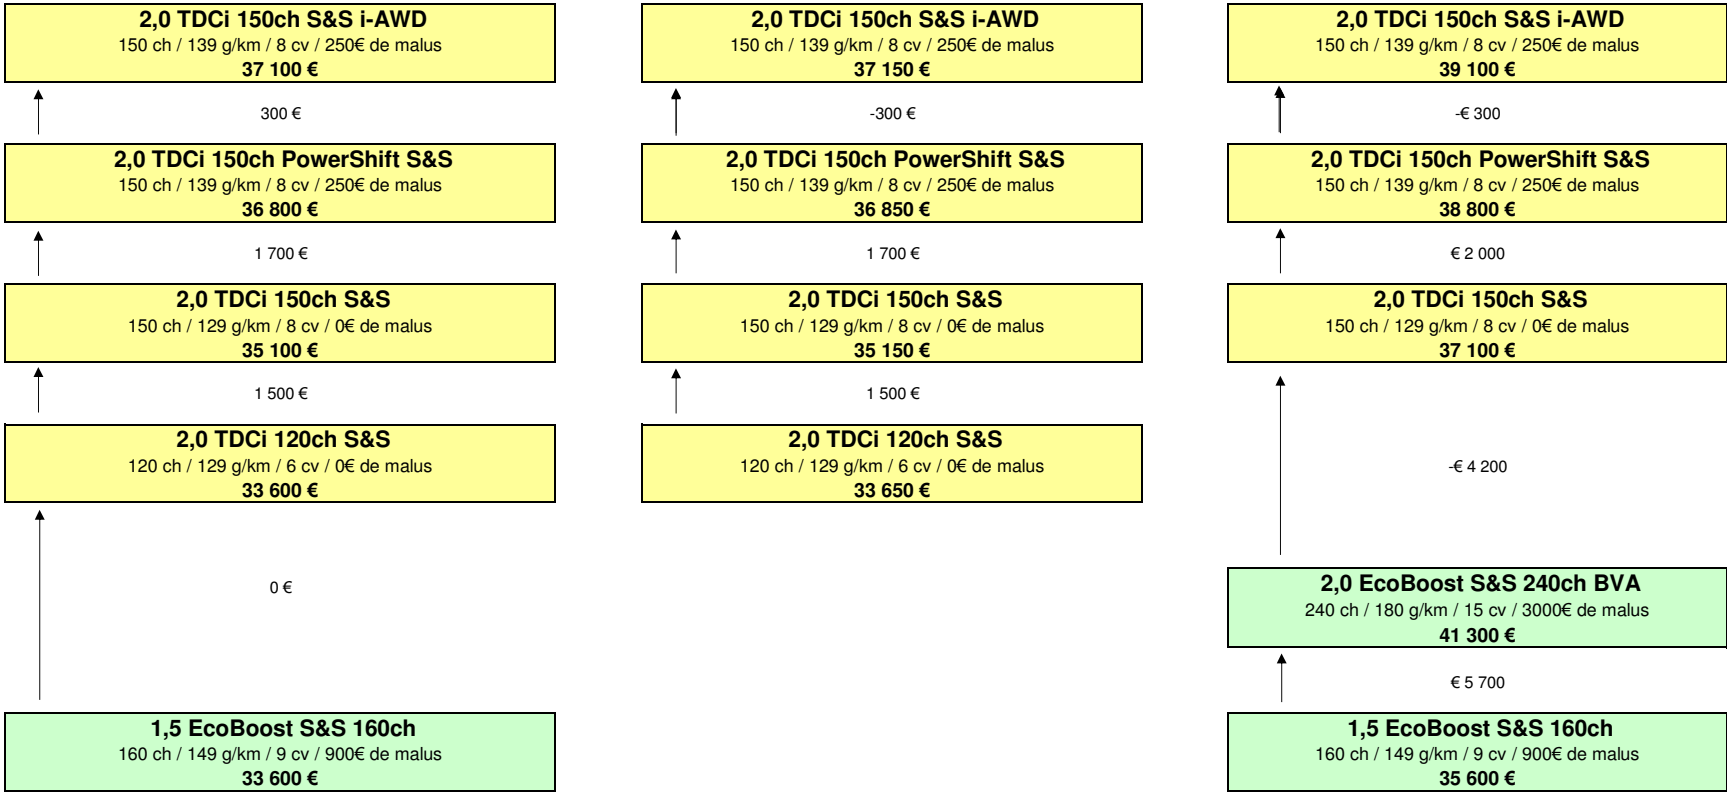 2,0 TDCi 150ch S&S i-AWD
150 ch / 139 g/km / 8 cv / 250€ de malus
37 100 €
300 €
2,0 TDCi 150ch PowerShift S&S
150 ch / 139 g/km / 8 cv / 250€ de malus
36 800 €
1 700 €
2,0 TDCi 150ch S&S
150 ch / 129 g/km / 8 cv / 0€ de malus
35 100 €
1 500 €
2,0 TDCi 120ch S&S
120 ch / 129 g/km / 6 cv / 0€ de malus
33 600 €
0 €
1,5 EcoBoost S&S 160ch
160 ch / 149 g/km / 9 cv / 900€ de malus
33 600 €
2,0 TDCi 150ch S&S i-AWD
150 ch / 139 g/km / 8 cv / 250€ de malus
37 150 €
-300 €
2,0 TDCi 150ch PowerShift S&S
150 ch / 139 g/km / 8 cv / 250€ de malus
36 850 €
1 700 €
2,0 TDCi 150ch S&S
150 ch / 129 g/km / 8 cv / 0€ de malus
35 150 €
1 500 €
2,0 TDCi 120ch S&S
120 ch / 129 g/km / 6 cv / 0€ de malus
33 650 €
2,0 TDCi 150ch S&S i-AWD
150 ch / 139 g/km / 8 cv / 250€ de malus
39 100 €
-€ 300
2,0 TDCi 150ch PowerShift S&S
150 ch / 139 g/km / 8 cv / 250€ de malus
38 800 €
€ 2 000
2,0 TDCi 150ch S&S
150 ch / 129 g/km / 8 cv / 0€ de malus
37 100 €
-€ 4 200
2,0 EcoBoost S&S 240ch BVA
240 ch / 180 g/km / 15 cv / 3000€ de malus
41 300 €
€ 5 700
1,5 EcoBoost S&S 160ch
160 ch / 149 g/km / 9 cv / 900€ de malus
35 600 €